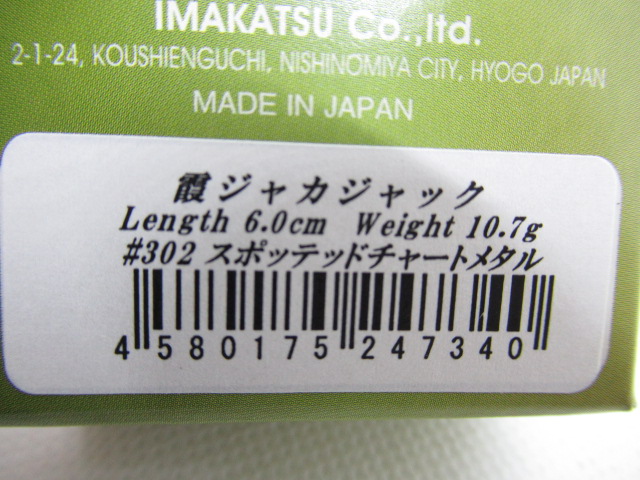 IMAKATSU Co.,ltd.
2-1-24, KOUSHIENGUCHI, NISHINOMIYA CITY, HYOGO JAPAN
MADE IN JAPAN
霞ジャカジャック
Length 6.0cm Weight 10.7g
#302 スポッテッドチャートメタル
4 580175 247340